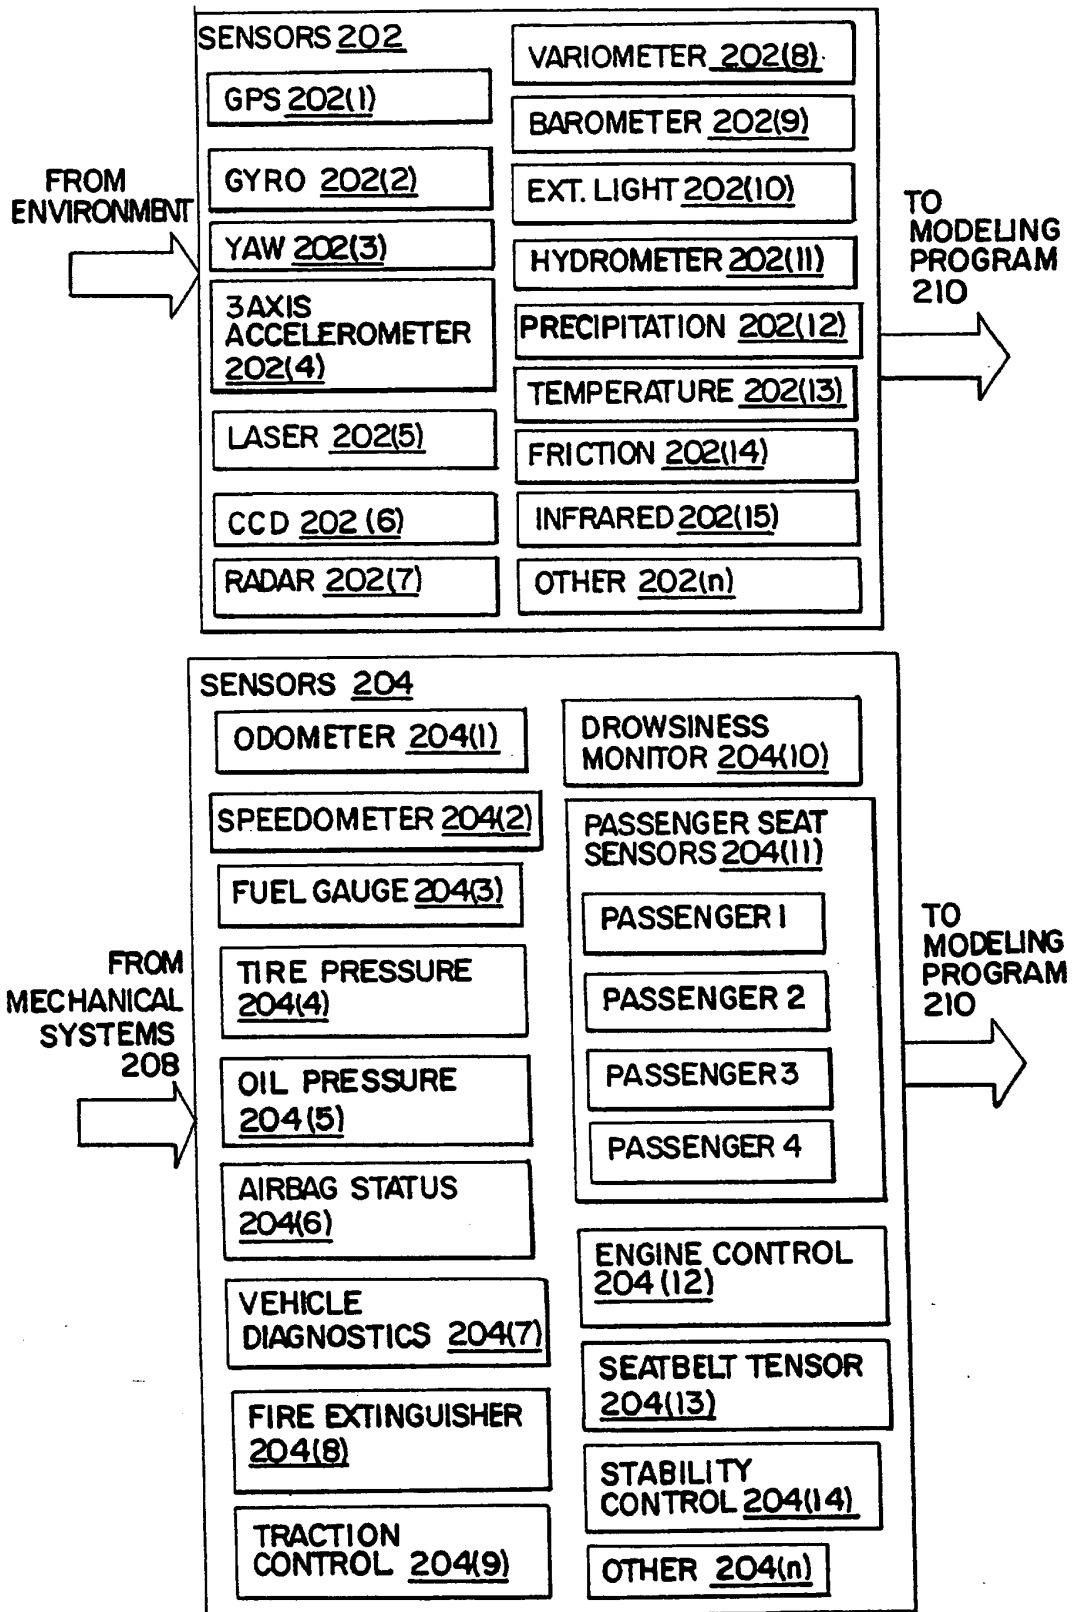 SENSORS 202
GPS 202(1)
GYRO 202(2)
YAW 202(3)
3 AXIS
ACCELEROMETER
202(4)
LASER 202(5)
CCD 202(6)
RADAR 202(7)
VARIOMETER 202(8)
BAROMETER 202(9)
EXT. LIGHT 202(10)
HYDROMETER 202(11)
PRECIPITATION 202(12)
TEMPERATURE 202(13)
FRICTION 202(14)
INFRARED 202(15)
OTHER 202(n)
FROM
ENVIRONMENT
TO
MODELING
PROGRAM
210
SENSORS 204
ODOMETER 204(1)
SPEEDOMETER 204(2)
FUEL GAUGE 204(3)
TIRE PRESSURE
204(4)
OIL PRESSURE
204(5)
AIRBAG STATUS
204(6)
VEHICLE
DIAGNOSTICS 204(7)
FIRE EXTINGUISHER
204(8)
TRACTION
CONTROL 204(9)
DROWSINESS
MONITOR 204(10)
PASSENGER SEAT
SENSORS 204(11)
PASSENGER 1
PASSENGER 2
PASSENGER 3
PASSENGER 4
ENGINE CONTROL
204(12)
SEATBELT TENSOR
204(13)
STABILITY
CONTROL 204(14)
OTHER 204(n)
FROM
MECHANICAL
SYSTEMS
208
TO
MODELING
PROGRAM
210